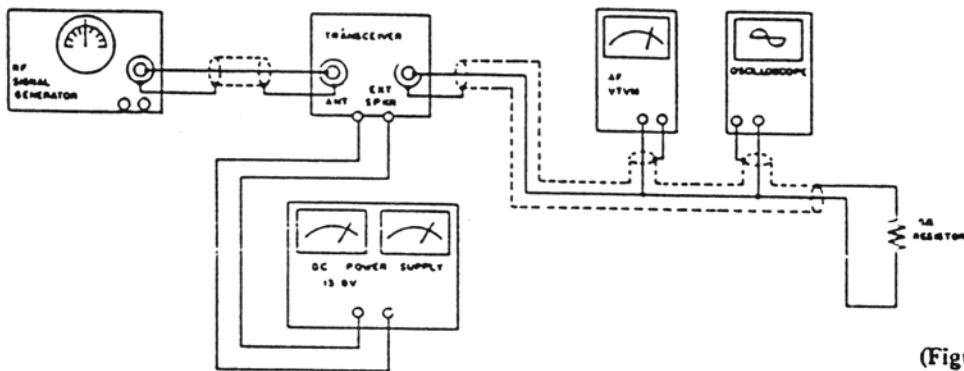 RF
SIGNAL
GENERATOR
TRANSCEIVER
ANT
EXT
SPKR
AF
VTVM
OSCILLOSCOPE
DC POWER SUPPLY
13.8V
RESISTOR
(Figu